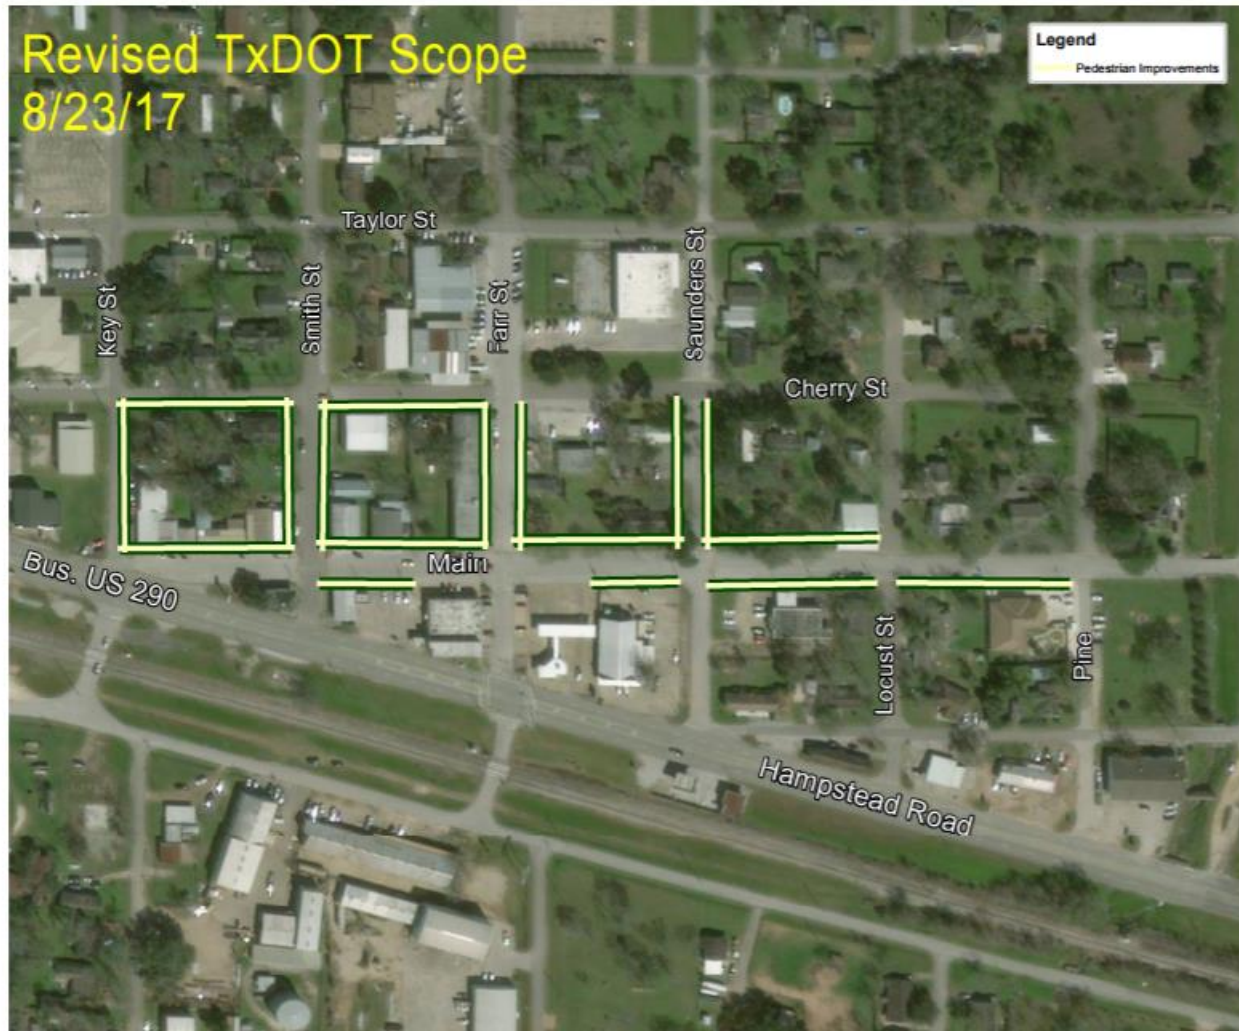 Revised TxDOT Scope
8/23/17
Legend
Pedestrian Improvements
Taylor St
Key St
Smith St
Farr St
Saunders St
Cherry St
Main
Bus. US 290
Locust St
Pine
Hampstead Road